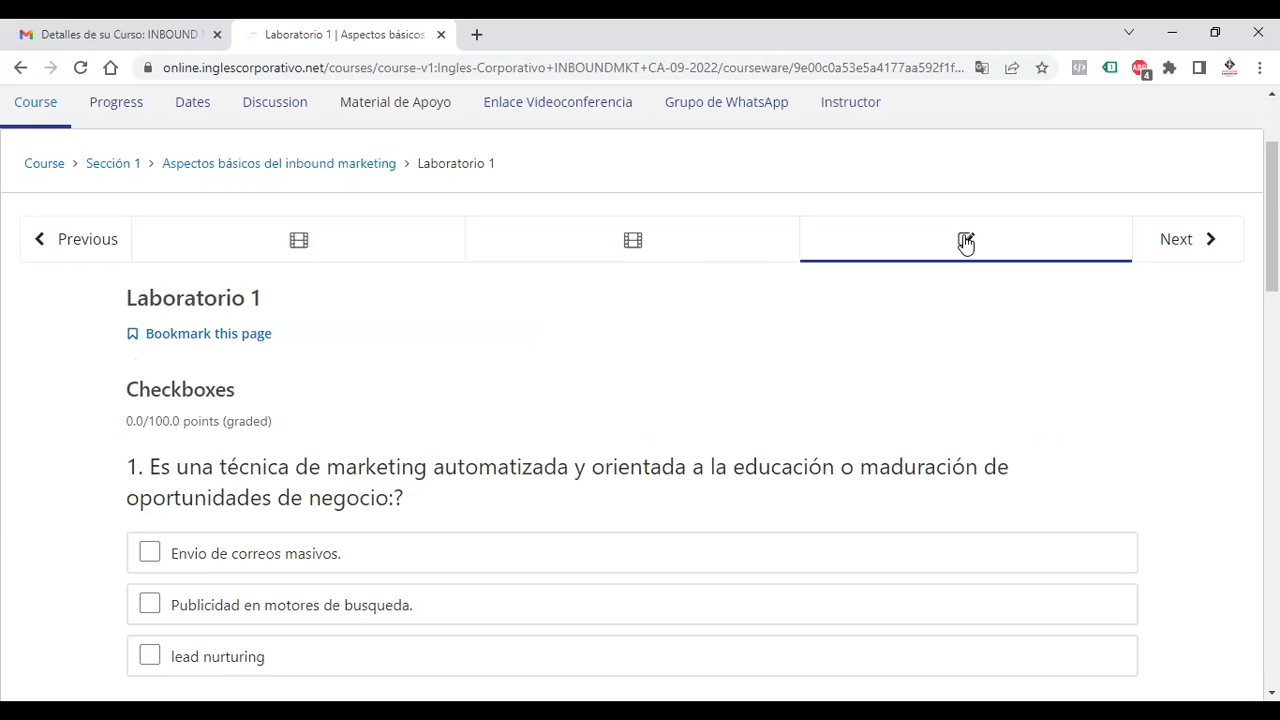 Detalles de su Curso: INBOUND
Laboratorio 1 | Aspectos básicos
online.inglescorporativo.net/courses/course-v1:Ingles-Corporativo+INBOUNDMKT+CA-09-2022/courseware/9e00c0a53e5a4177aa592f1f...
Course Progress Dates Discussion Material de Apoyo Enlace Videoconferencia Grupo de WhatsApp Instructor
Course > Sección 1 > Aspectos básicos del inbound marketing > Laboratorio 1
Previous
Next
Laboratorio 1
Bookmark this page
Checkboxes
0.0/100.0 points (graded)
1. Es una técnica de marketing automatizada y orientada a la educación o maduración de
oportunidades de negocio:?
Envio de correos masivos.
Publicidad en motores de busqueda.
lead nurturing